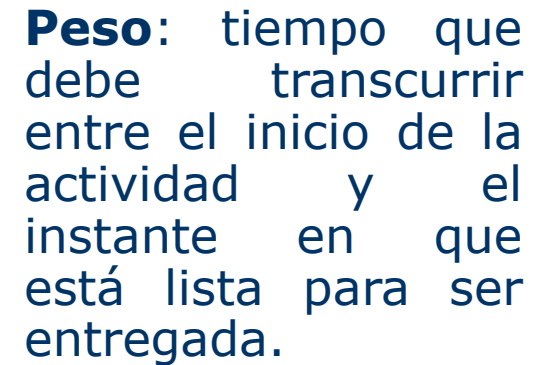 Peso: tiempo que
debe transcurrir
entre el inicio de la
actividad y el
instante en que
está lista para ser
entregada.